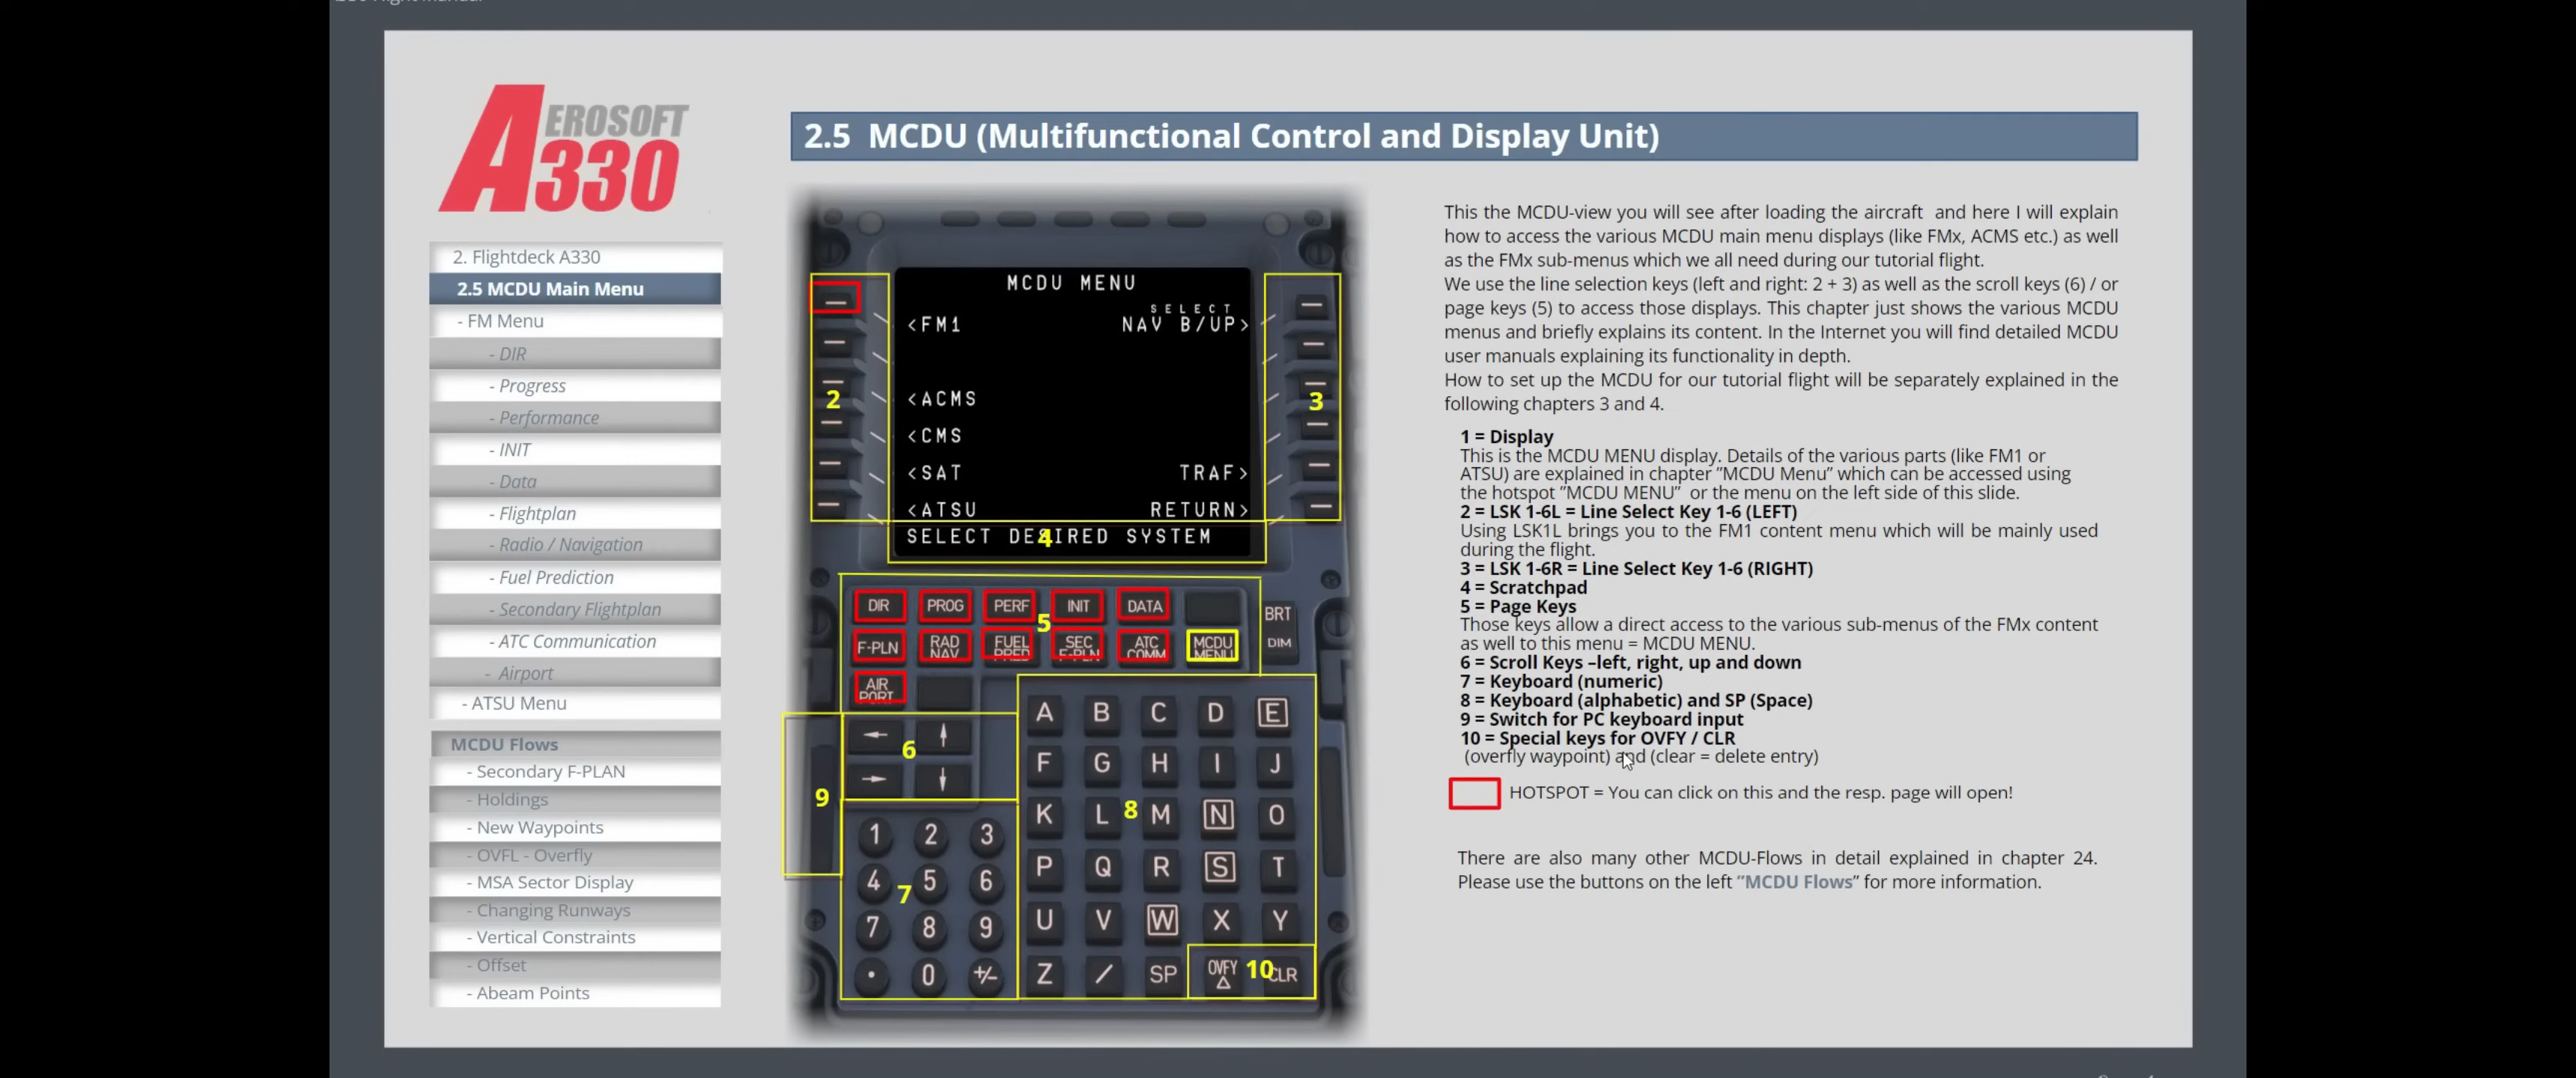 AEROSOFT
A330
2. Flightdeck A330
2.5 MCDU Main Menu
- FM Menu
- DIR
- Progress
- Performance
- INIT
- Data
- Flightplan
- Radio / Navigation
- Fuel Prediction
- Secondary Flightplan
- ATC Communication
- Airport
- ATSU Menu
MCDU Flows
- Secondary F-PLAN
- Holdings
- New Waypoints
- OVFL - Overfly
- MSA Sector Display
- Changing Runways
- Vertical Constraints
- Offset
- Abeam Points
2.5 MCDU (Multifunctional Control and Display Unit)
MCDU MENU
SELECT
<FM1 NAV B/UP>
<ACMS
2 3
<CMS
<SAT TRAF>
<ATSU RETURN>
SELECT DESIRED SYSTEM
4
DIR PROG PERF INIT DATA
5
BRT
F-PLN RAD NAV FUEL PRED SEC F-PLN ATC COMM MCDU MENU DIM
AIR PORT
A B C D E
← ↑
6
F G H I J
→ ↓
9
K L 8 M N O
1 2 3
P Q R S T
4 5 6
7
U V W X Y
7 8 9
Z / SP OVFY △ 10 CLR
. 0 +/-
This the MCDU-view you will see after loading the aircraft and here I will explain
how to access the various MCDU main menu displays (like FMx, ACMS etc.) as well
as the FMx sub-menus which we all need during our tutorial flight.
We use the line selection keys (left and right: 2 + 3) as well as the scroll keys (6) / or
page keys (5) to access those displays. This chapter just shows the various MCDU
menus and briefly explains its content. In the Internet you will find detailed MCDU
user manuals explaining its functionality in depth.
How to set up the MCDU for our tutorial flight will be separately explained in the
following chapters 3 and 4.
1 = Display
This is the MCDU MENU display. Details of the various parts (like FM1 or
ATSU) are explained in chapter ”MCDU Menu” which can be accessed using
the hotspot ”MCDU MENU” or the menu on the left side of this slide.
2 = LSK 1-6L = Line Select Key 1-6 (LEFT)
Using LSK1L brings you to the FM1 content menu which will be mainly used
during the flight.
3 = LSK 1-6R = Line Select Key 1-6 (RIGHT)
4 = Scratchpad
5 = Page Keys
Those keys allow a direct access to the various sub-menus of the FMx content
as well to this menu = MCDU MENU.
6 = Scroll Keys –left, right, up and down
7 = Keyboard (numeric)
8 = Keyboard (alphabetic) and SP (Space)
9 = Switch for PC keyboard input
10 = Special keys for OVFY / CLR
(overfly waypoint) and (clear = delete entry)
HOTSPOT = You can click on this and the resp. page will open!
There are also many other MCDU-Flows in detail explained in chapter 24.
Please use the buttons on the left ”MCDU Flows” for more information.